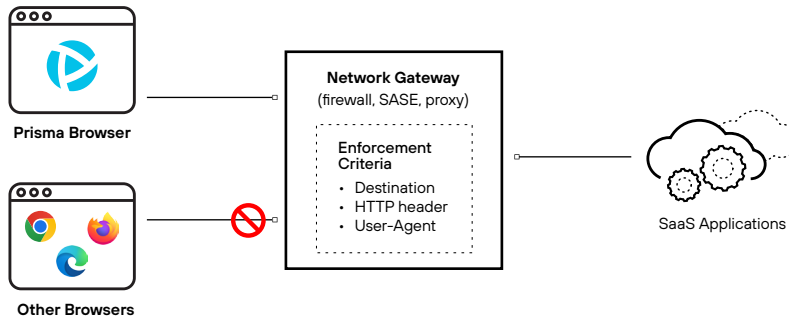 Prisma Browser
Other Browsers
Network Gateway
(firewall, SASE, proxy)
Enforcement
Criteria
• Destination
• HTTP header
• User-Agent
SaaS Applications